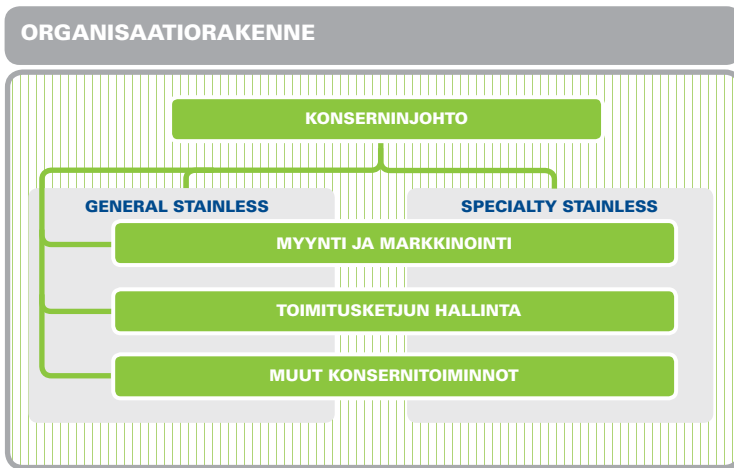 ORGANISAATIORAKENNE
KONSERNINJOHTO
GENERAL STAINLESS
SPECIALTY STAINLESS
MYYNTI JA MARKKINOINTI
TOIMITUSKETJUN HALLINTA
MUUT KONSERNITOIMINNOT